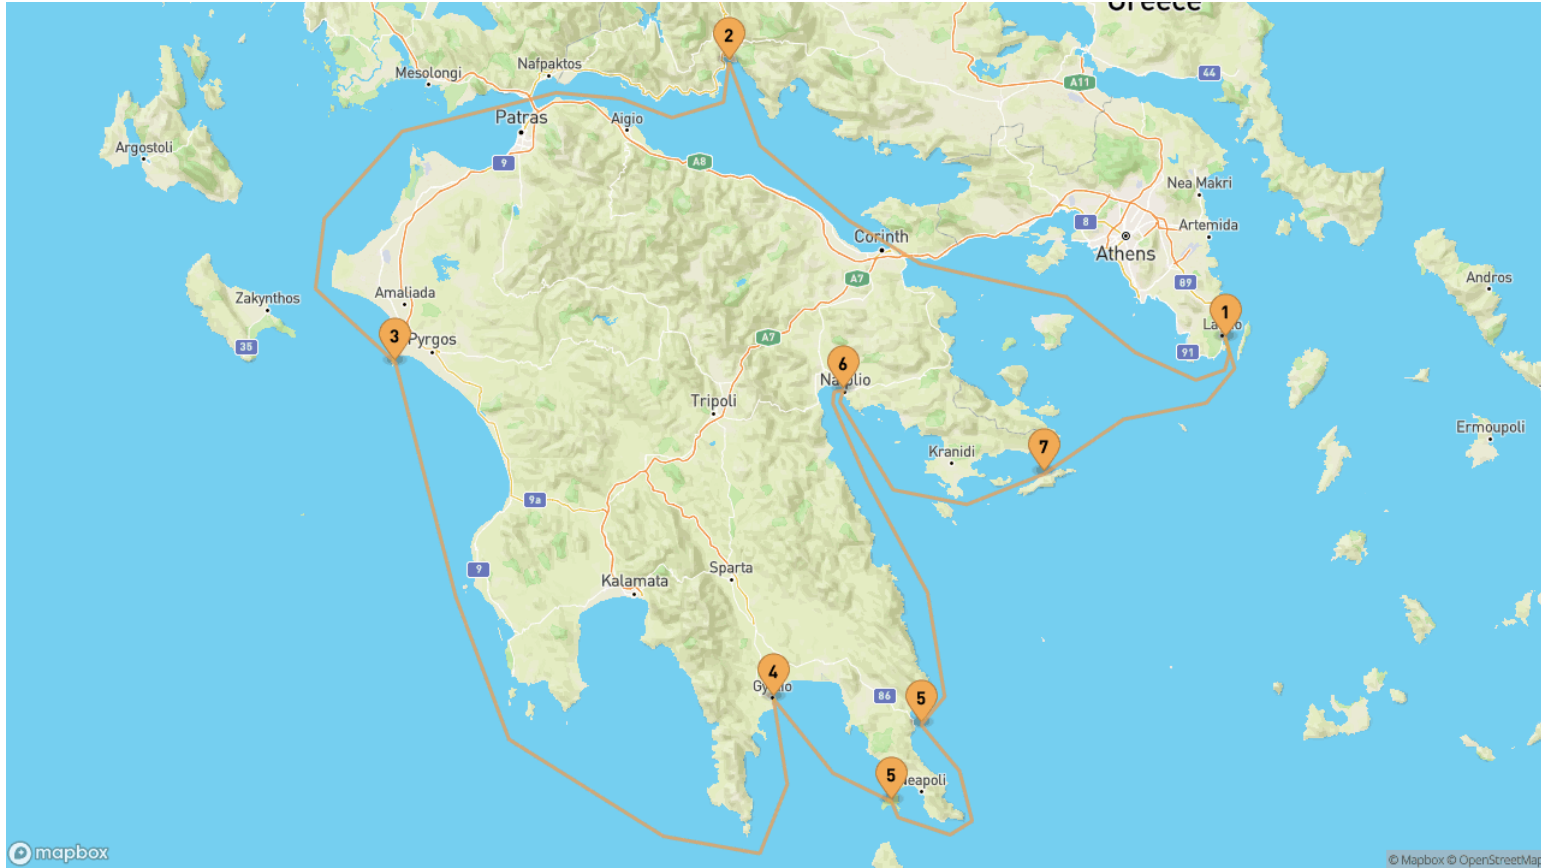 Greece
2
Nafpaktos
Mesolongi
44
A11
Patras
Aigio
Argostoli
9
A8
Nea Makri
8
Artemida
Corinth
Athens
A7
Andros
89
Amaliada
Zakynthos
1
3
Pyrgos
A7
35
91
6
Tripoli
Ermoupoli
7
Kranidi
9a
Sparta
9
Kalamata
4
86
5
5
mapbox
© Mapbox © OpenStreetMap